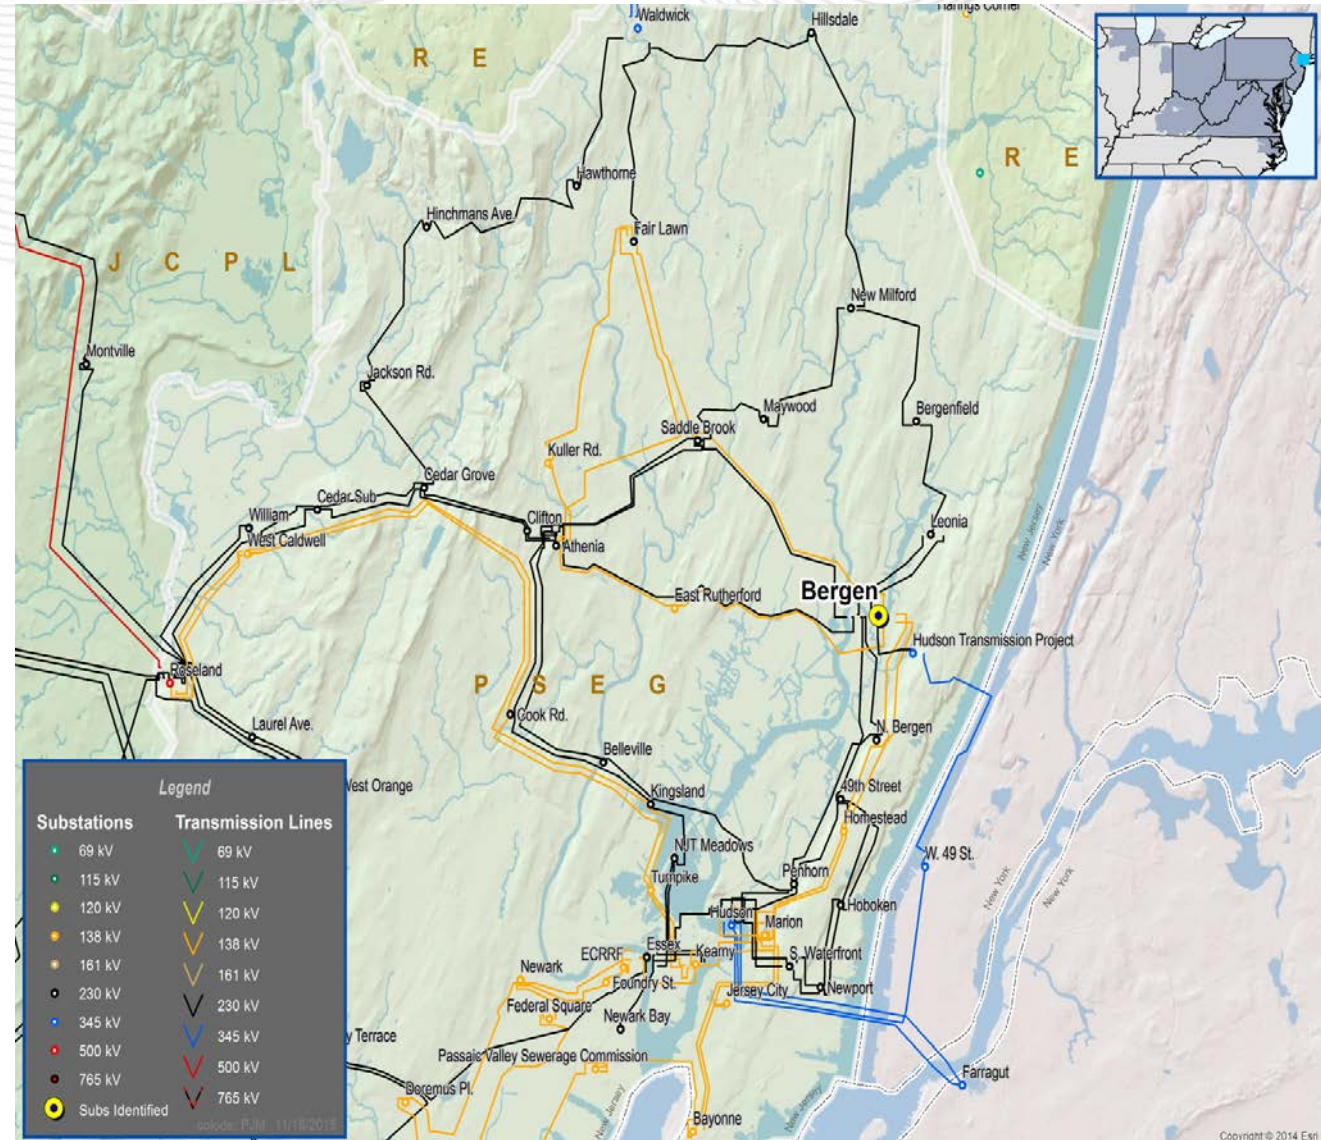 Waldwick
Hillsdale
Harings Corner
R E
R E
Hawthorne
Hinchmans Ave.
Fair Lawn
J C P L
New Milford
Montville
Jackson Rd.
Maywood
Bergenfield
Saddle Brook
Kuller Rd.
Cedar Grove
Cedar Sub
William
Clifton
Leonia
West Caldwell
Athenia
New Jersey
New York
East Rutherford
Bergen
Hudson Transmission Project
Roseland
P S E G
Cook Rd.
Laurel Ave.
N. Bergen
Belleville
West Orange
Kingsland
49th Street
Homestead
NJT Meadows
W. 49 St.
Turnpike
Penhorn
New York
New York
Hudson
Hoboken
Marion
Essex
ECRRF
Kearny
S. Waterfront
Newark
Foundry St.
Jersey City
Newport
Federal Square
Newark Bay
y Terrace
Passaic Valley Sewerage Commission
Farragut
Doremus Pl.
New Jersey
New Jersey
Bayonne
Legend
Substations Transmission Lines
69 kV 69 kV
115 kV 115 kV
120 kV 120 kV
138 kV 138 kV
161 kV 161 kV
230 kV 230 kV
345 kV 345 kV
500 kV 500 kV
765 kV 765 kV
Subs Identified
Copyright © 2014 Esri